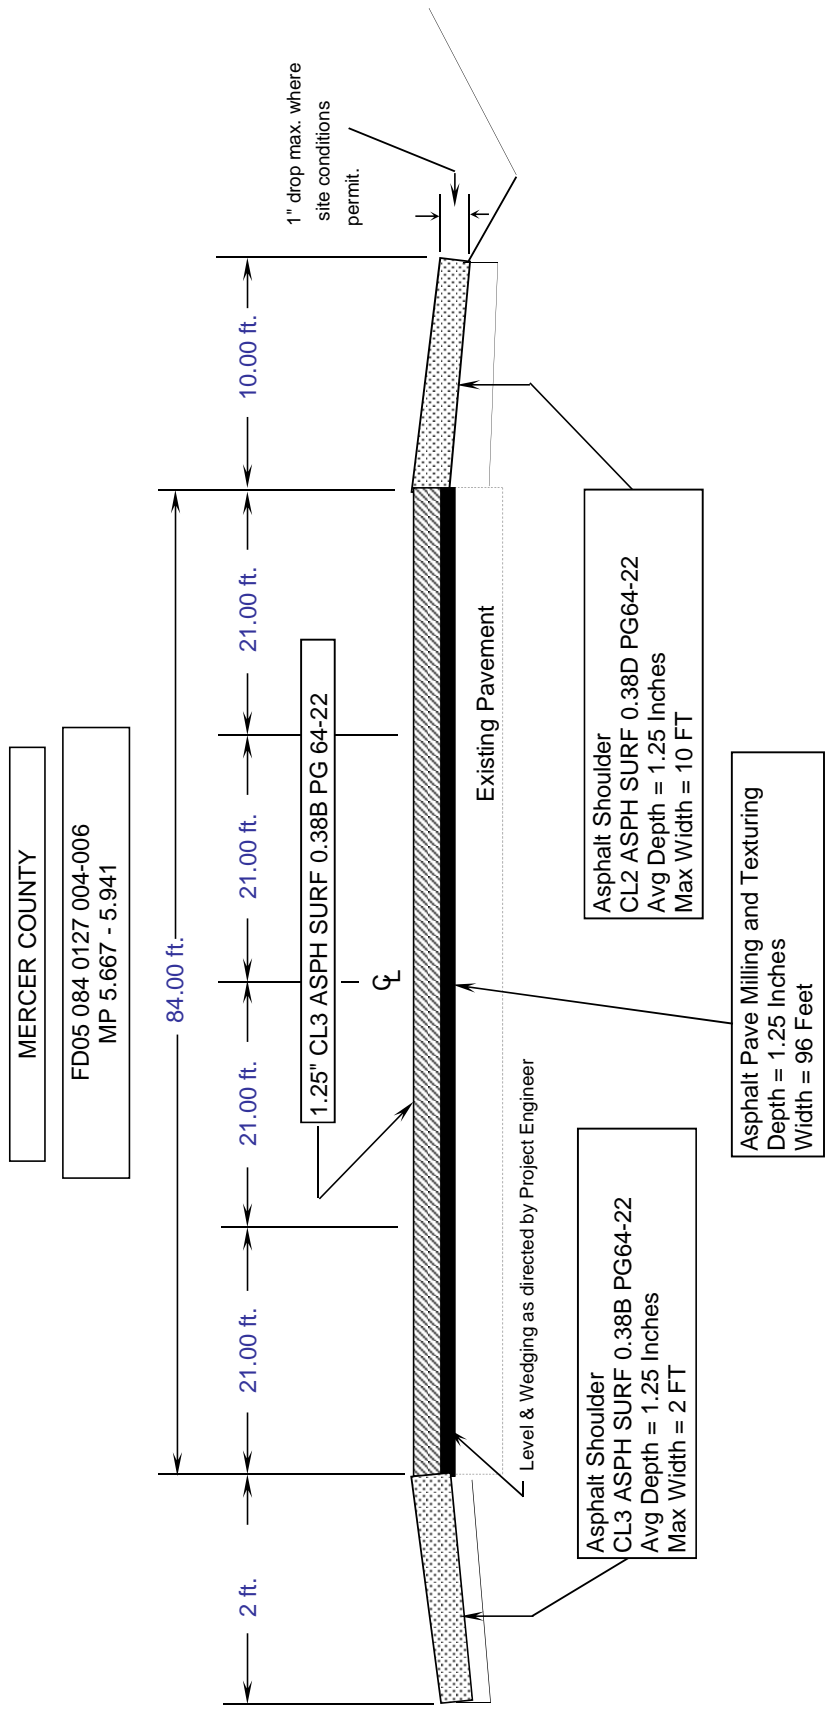 MERCER COUNTY
FD05 084 0127 004-006
MP 5.667 - 5.941
84.00 ft.
2 ft.
21.00 ft.
21.00 ft.
21.00 ft.
21.00 ft.
10.00 ft.
1" drop max. where
site conditions
permit.
1.25" CL3 ASPH SURF 0.38B PG 64-22
CL
Existing Pavement
Level & Wedging as directed by Project Engineer
Asphalt Shoulder
CL3 ASPH SURF 0.38B PG64-22
Avg Depth = 1.25 Inches
Max Width = 2 FT
Asphalt Shoulder
CL2 ASPH SURF 0.38D PG64-22
Avg Depth = 1.25 Inches
Max Width = 10 FT
Asphalt Pave Milling and Texturing
Depth = 1.25 Inches
Width = 96 Feet